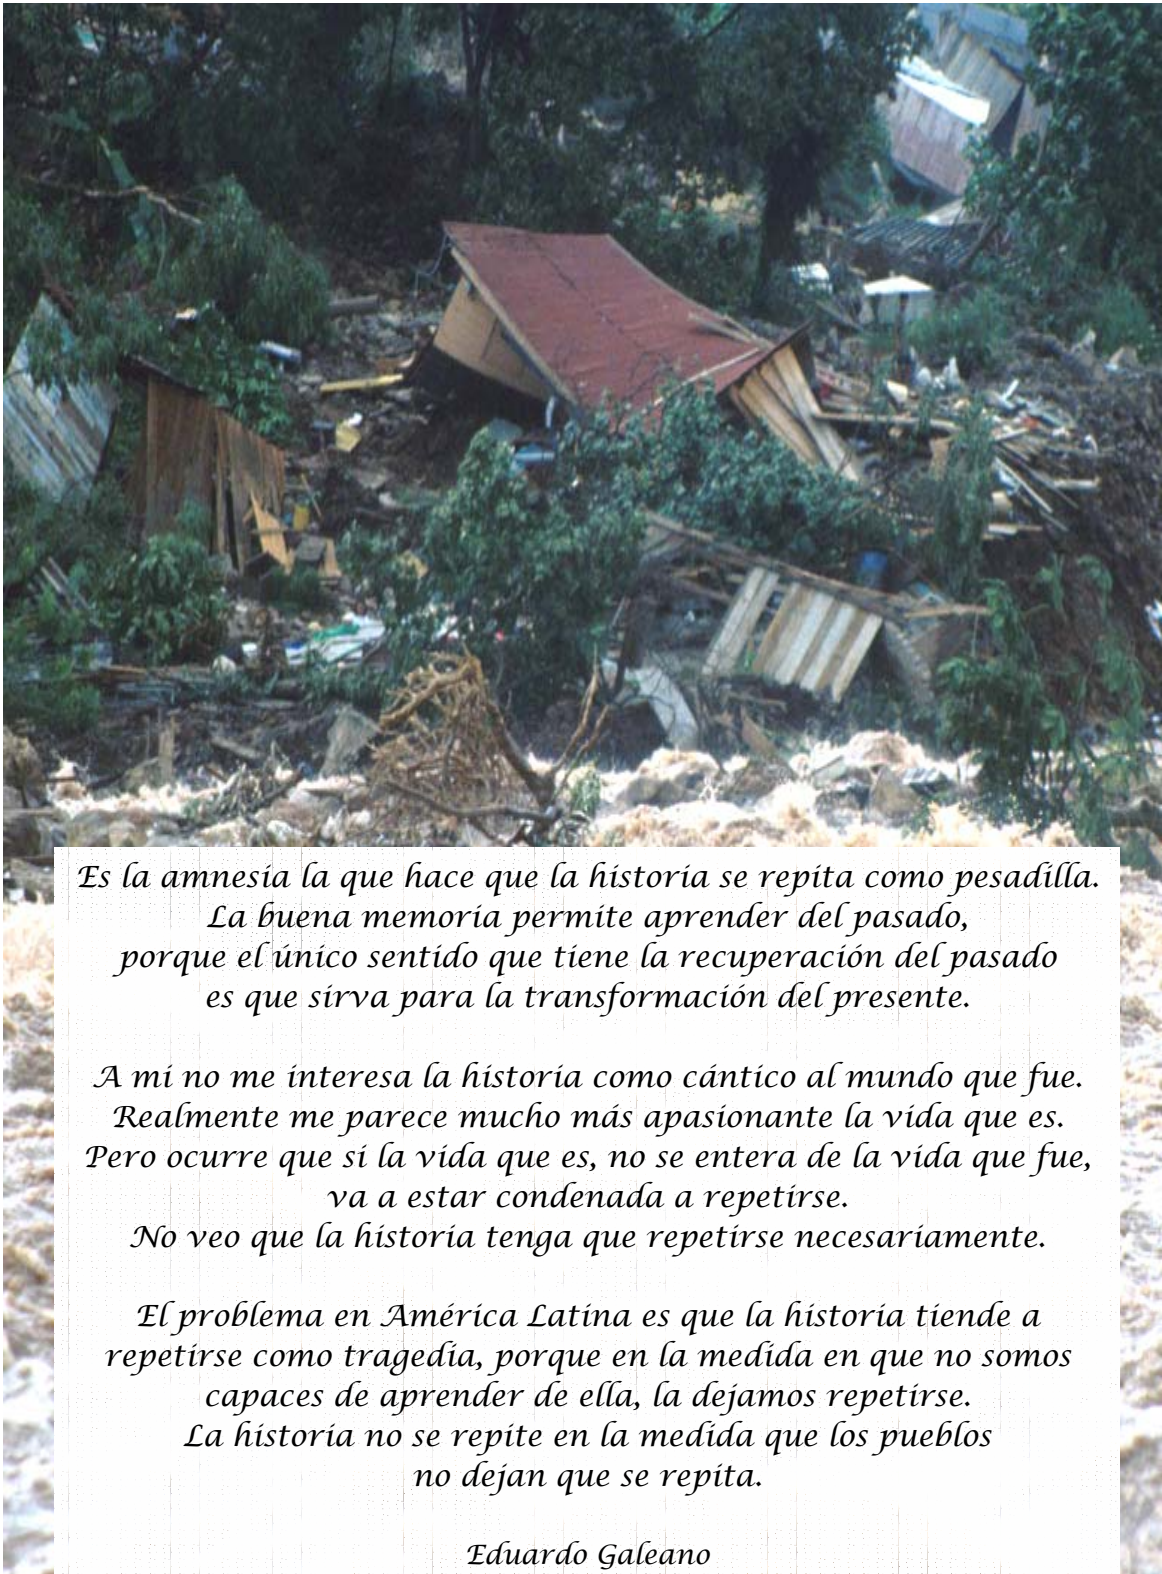 Es la amnesia la que hace que la historia se repita como pesadilla.
La buena memoria permite aprender del pasado,
porque el único sentido que tiene la recuperación del pasado
es que sirva para la transformación del presente.
A mí no me interesa la historia como cántico al mundo que fue.
Realmente me parece mucho más apasionante la vida que es.
Pero ocurre que si la vida que es, no se entera de la vida que fue,
va a estar condenada a repetirse.
No veo que la historia tenga que repetirse necesariamente.
El problema en América Latina es que la historia tiende a
repetirse como tragedia, porque en la medida en que no somos
capaces de aprender de ella, la dejamos repetirse.
La historia no se repite en la medida que los pueblos
no dejan que se repita.
Eduardo Galeano